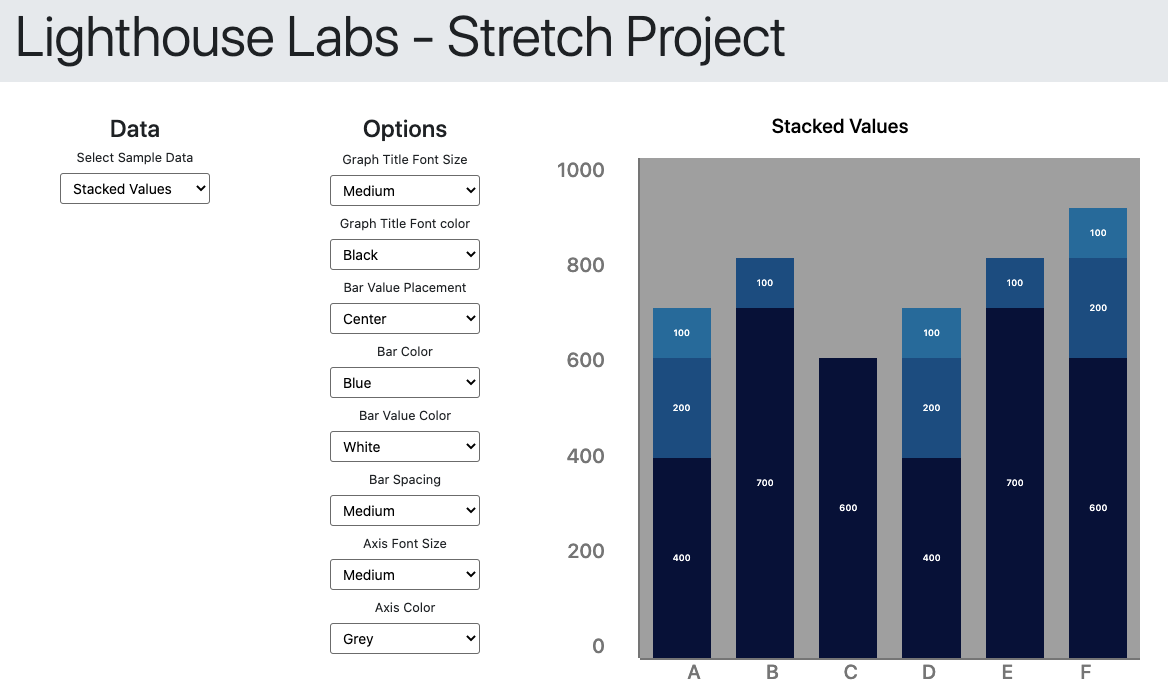 Lighthouse Labs - Stretch Project
Data
Select Sample Data
Stacked Values
Options
Graph Title Font Size
Medium
Graph Title Font color
Black
Bar Value Placement
Center
Bar Color
Blue
Bar Value Color
White
Bar Spacing
Medium
Axis Font Size
Medium
Axis Color
Grey
Stacked Values
1000
800
600
400
200
0
100
200
400
100
700
600
100
200
400
100
700
100
200
600
A B C D E F